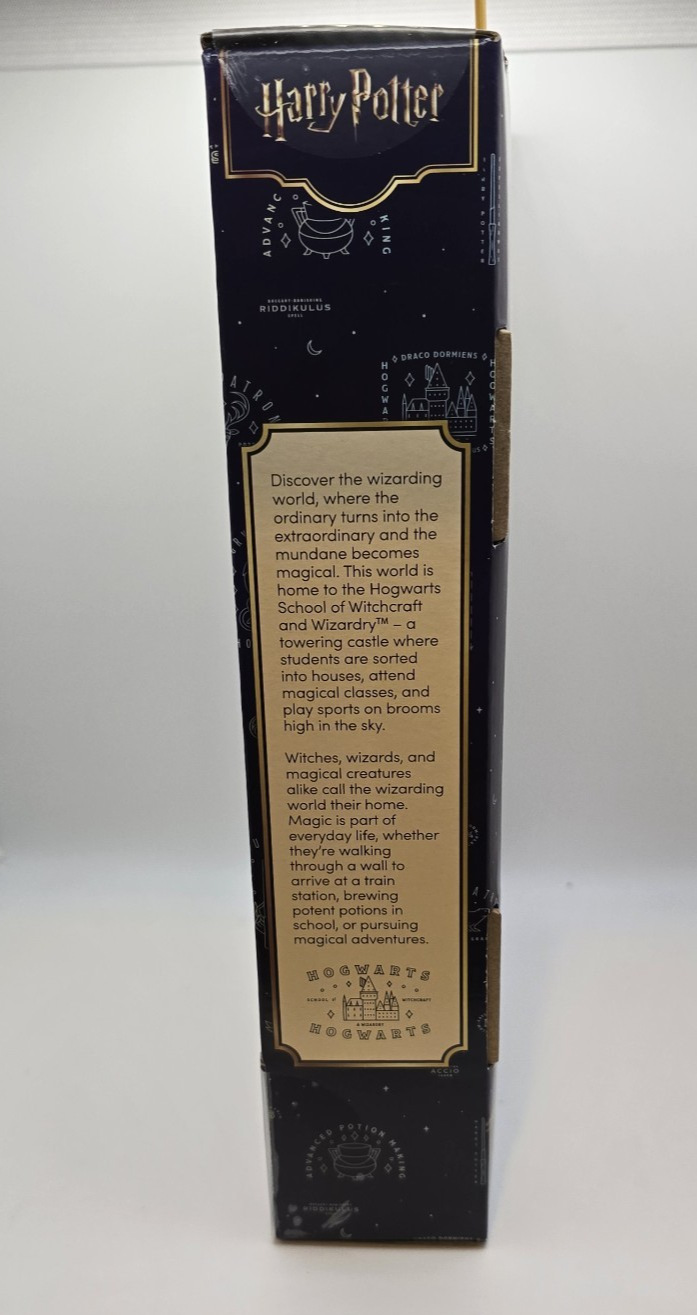 Harry Potter
ADVANC
KING
BOGGART-BANISHING
RIDDIKULUS
SPELL
DRACO DORMIENS
HOGWAR
HOGWARTS
ATRON
Discover the wizarding
world, where the
ordinary turns into the
extraordinary and the
mundane becomes
magical. This world is
home to the Hogwarts
School of Witchcraft
and Wizardry™ – a
towering castle where
students are sorted
into houses, attend
magical classes, and
play sports on brooms
high in the sky.
Witches, wizards, and
magical creatures
alike call the wizarding
world their home.
Magic is part of
everyday life, whether
they're walking
through a wall to
arrive at a train
station, brewing
potent potions in
school, or pursuing
magical adventures.
HOGWARTS
SCHOOL of WITCHCRAFT
& WIZARDRY
HOGWARTS
ACCIO
ADVANCED POTION MAKING
RIDDIKULUS